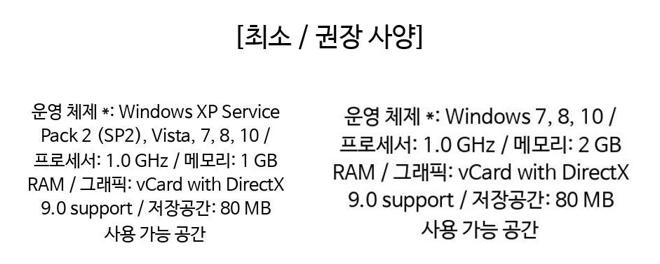 [최소 / 권장 사양]
운영 체제 *: Windows XP Service
Pack 2 (SP2), Vista, 7, 8, 10 /
프로세서: 1.0 GHz / 메모리: 1 GB
RAM / 그래픽: vCard with DirectX
9.0 support / 저장공간: 80 MB
사용 가능 공간
운영 체제 *: Windows 7, 8, 10 /
프로세서: 1.0 GHz / 메모리: 2 GB
RAM / 그래픽: vCard with DirectX
9.0 support / 저장공간: 80 MB
사용 가능 공간